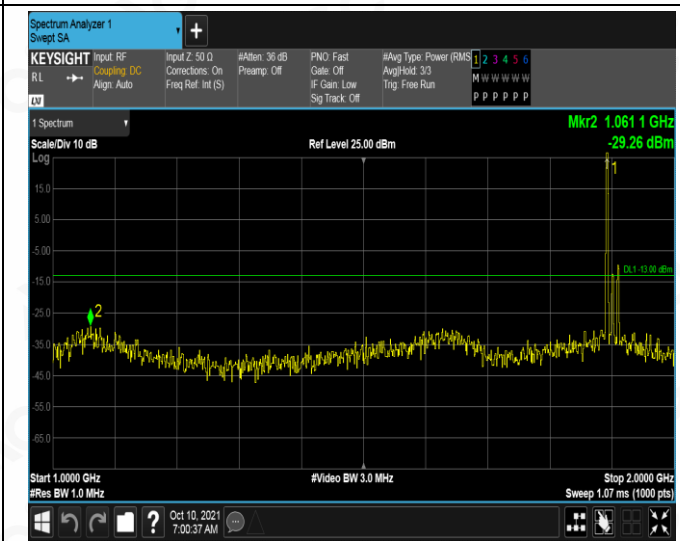 Spectrum Analyzer 1
Swept SA
+
KEYSIGHT Input: RF
RL Coupling: DC
Align: Auto
LXI
Input Z: 50 Ω
Corrections: On
Freq Ref: Int (S)
#Atten: 36 dB
Preamp: Off
PNO: Fast
Gate: Off
IF Gain: Low
Sig Track: Off
#Avg Type: Power (RMS
Avg|Hold: 3/3
Trig: Free Run
1 2 3 4 5 6
M W W W W W
P P P P P P
1 Spectrum
Mkr2 1.061 1 GHz
Scale/Div 10 dB
Ref Level 25.00 dBm
-29.26 dBm
Log
1
15.0
5.00
-5.00
DL1 -13.00 dBm
-15.0
-25.0
2
-35.0
-45.0
-55.0
-65.0
Start 1.0000 GHz
#Video BW 3.0 MHz
Stop 2.0000 GHz
#Res BW 1.0 MHz
Sweep 1.07 ms (1000 pts)
?
Oct 10, 2021
7:00:37 AM